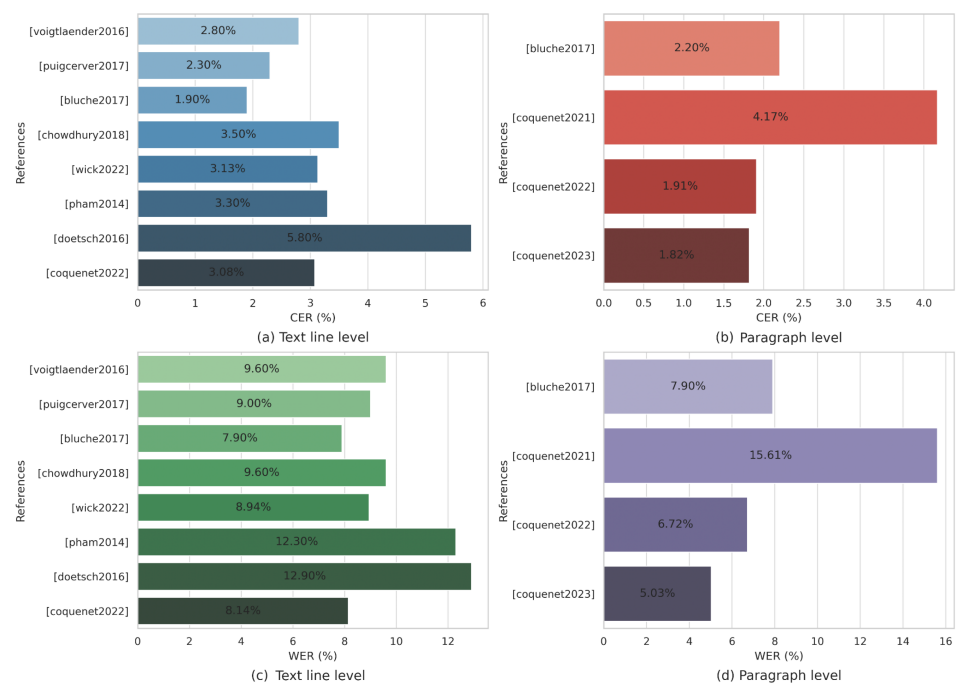 [voigtlaender2016] 2.80%
[puigcerver2017] 2.30%
[bluche2017] 1.90%
[chowdhury2018] 3.50%
[wick2022] 3.13%
[pham2014] 3.30%
[doetsch2016] 5.80%
[coquenet2022] 3.08%
References
0 1 2 3 4 5 6
CER (%)
(a) Text line level
[bluche2017] 2.20%
[coquenet2021] 4.17%
[coquenet2022] 1.91%
[coquenet2023] 1.82%
References
0.0 0.5 1.0 1.5 2.0 2.5 3.0 3.5 4.0
CER (%)
(b) Paragraph level
[voigtlaender2016] 9.60%
[puigcerver2017] 9.00%
[bluche2017] 7.90%
[chowdhury2018] 9.60%
[wick2022] 8.94%
[pham2014] 12.30%
[doetsch2016] 12.90%
[coquenet2022] 8.14%
References
0 2 4 6 8 10 12
WER (%)
(c) Text line level
[bluche2017] 7.90%
[coquenet2021] 15.61%
[coquenet2022] 6.72%
[coquenet2023] 5.03%
References
0 2 4 6 8 10 12 14 16
WER (%)
(d) Paragraph level